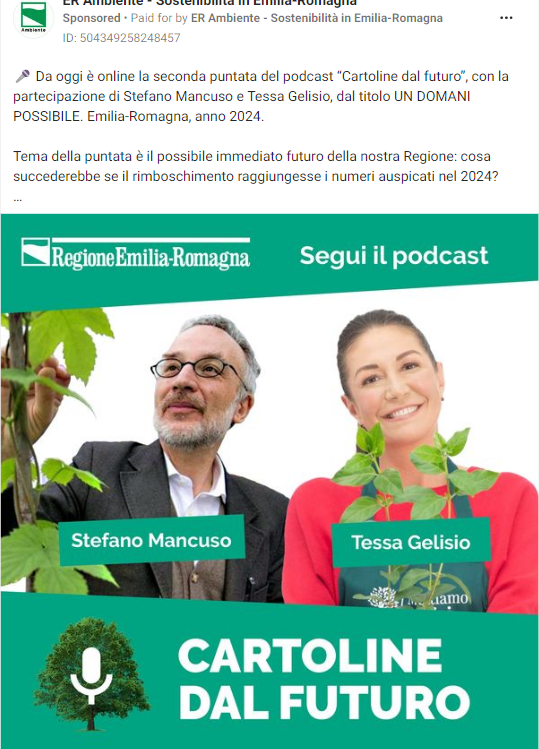 ER Ambiente - Sostenibilità in Emilia-Romagna
Sponsored • Paid for by ER Ambiente - Sostenibilità in Emilia-Romagna
Ambiente
ID: 504349258248457
🎤 Da oggi è online la seconda puntata del podcast “Cartoline dal futuro”, con la
partecipazione di Stefano Mancuso e Tessa Gelisio, dal titolo UN DOMANI
POSSIBILE. Emilia-Romagna, anno 2024.
Tema della puntata è il possibile immediato futuro della nostra Regione: cosa
succederebbe se il rimboschimento raggiungesse i numeri auspicati nel 2024?
...
RegioneEmilia-Romagna
Segui il podcast
Stefano Mancuso
Tessa Gelisio
CARTOLINE
DAL FUTURO